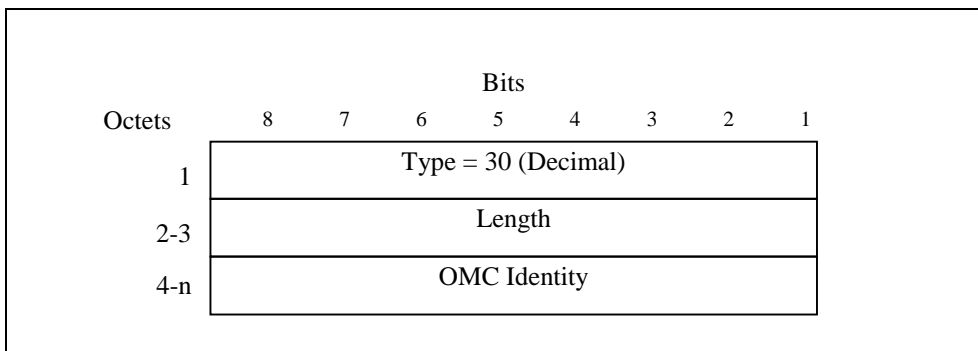 Bits
Octets 8 7 6 5 4 3 2 1
1 Type = 30 (Decimal)
2-3 Length
4-n OMC Identity